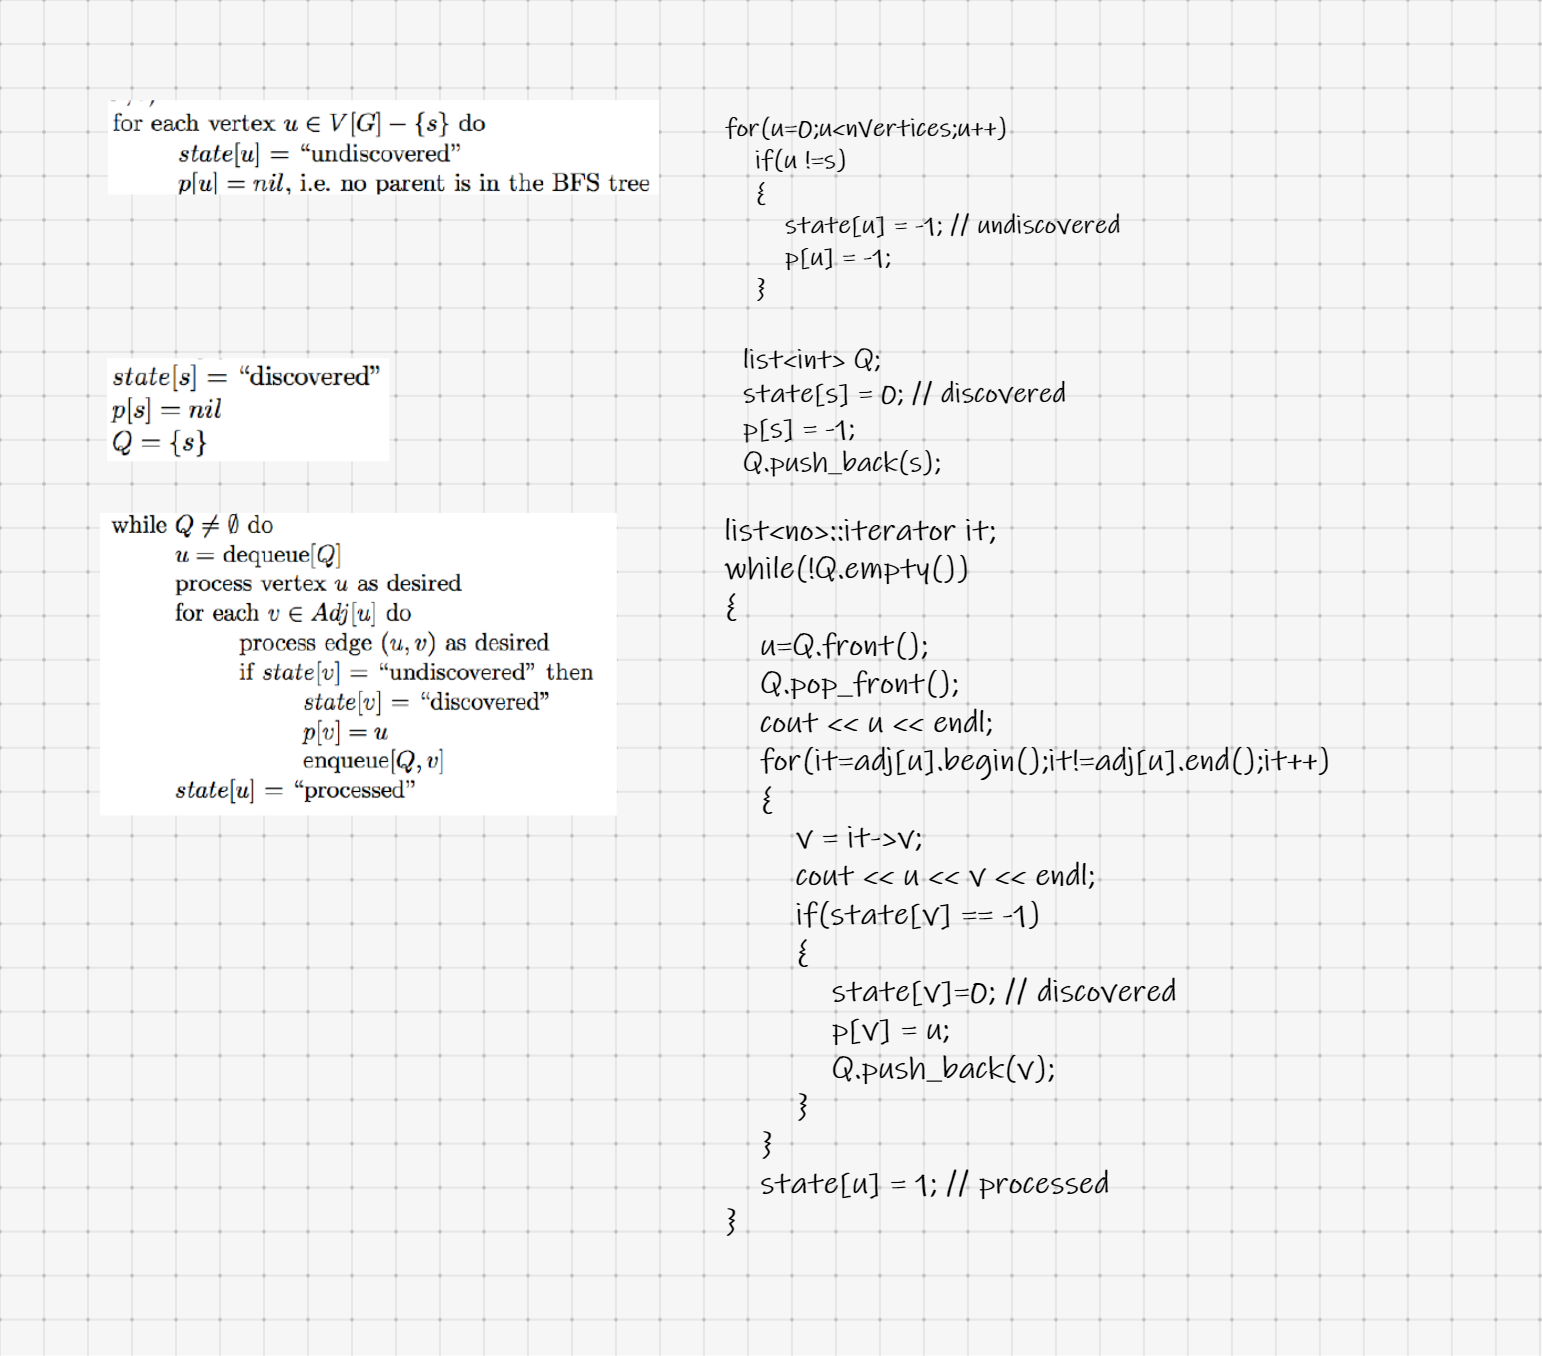 for each vertex u ∈ V[G] − {s} do
state[u] = “undiscovered”
p[u] = nil, i.e. no parent is in the BFS tree
for(u=0;u<nVertices;u++)
if(u !=s)
{
state[u] = -1; // undiscovered
p[u] = -1;
}
state[s] = “discovered”
p[s] = nil
Q = {s}
list<int> Q;
state[s] = 0; // discovered
p[s] = -1;
Q.push_back(s);
while Q ≠ ∅ do
u = dequeue[Q]
process vertex u as desired
for each v ∈ Adj[u] do
process edge (u, v) as desired
if state[v] = “undiscovered” then
state[v] = “discovered”
p[v] = u
enqueue[Q, v]
state[u] = “processed”
list<no>::iterator it;
while(!Q.empty())
{
u=Q.front();
Q.pop_front();
cout << u << endl;
for(it=adj[u].begin();it!=adj[u].end();it++)
{
v = it->v;
cout << u << v << endl;
if(state[v] == -1)
{
state[v]=0; // discovered
p[v] = u;
Q.push_back(v);
}
}
state[u] = 1; // processed
}